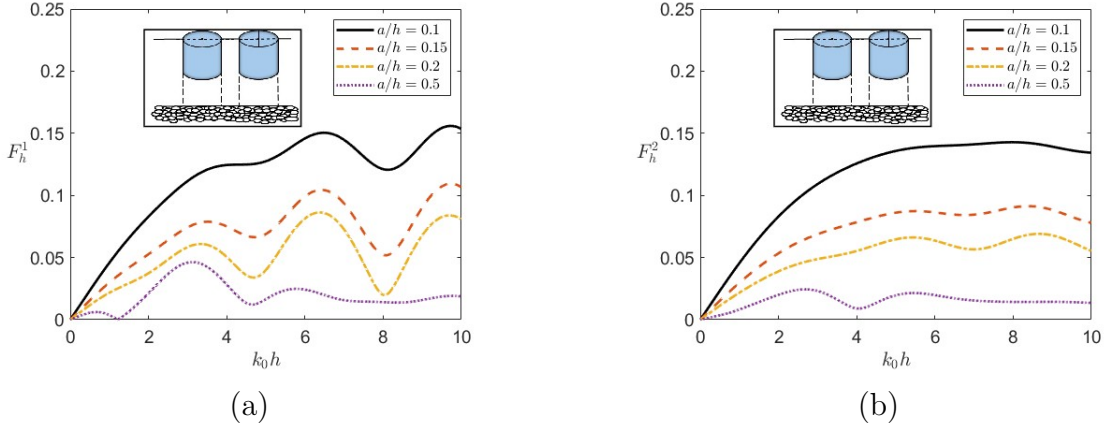 0.25
0.2
0.15
0.1
0.05
0
0 2 4 6 8 10
F_h^1
k_0h
a/h = 0.1
a/h = 0.15
a/h = 0.2
a/h = 0.5
(a)
0.25
0.2
0.15
0.1
0.05
0
0 2 4 6 8 10
F_h^2
k_0h
a/h = 0.1
a/h = 0.15
a/h = 0.2
a/h = 0.5
(b)